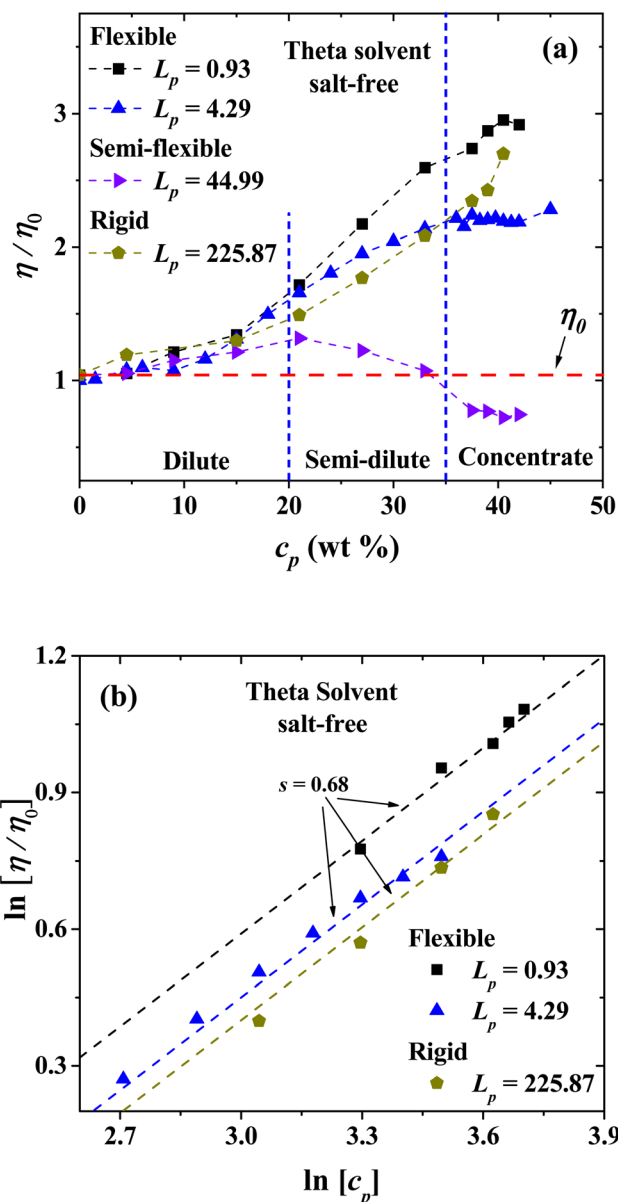 (a)
Flexible
L_p = 0.93
L_p = 4.29
Semi-flexible
L_p = 44.99
Rigid
L_p = 225.87
Theta solvent
salt-free
η / η_0
3
2
1
η_0
Dilute
Semi-dilute
Concentrate
0
10
20
30
40
50
c_p (wt %)
(b)
Theta Solvent
salt-free
s = 0.68
ln [η / η_0]
1.2
0.9
0.6
0.3
Flexible
L_p = 0.93
L_p = 4.29
Rigid
L_p = 225.87
2.7
3.0
3.3
3.6
3.9
ln [c_p]